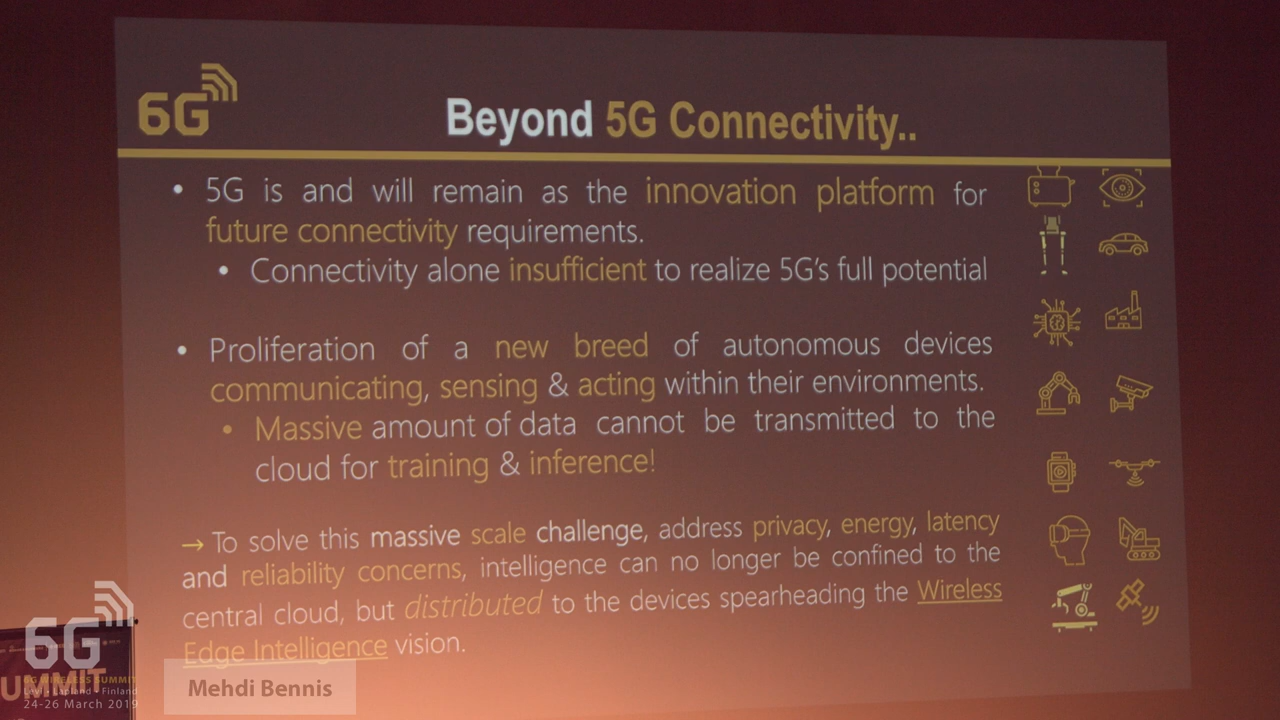 6G
Beyond 5G Connectivity..
• 5G is and will remain as the innovation platform for
future connectivity requirements.
• Connectivity alone insufficient to realize 5G's full potential
• Proliferation of a new breed of autonomous devices
communicating, sensing & acting within their environments.
• Massive amount of data cannot be transmitted to the
cloud for training & inference!
→ To solve this massive scale challenge, address privacy, energy, latency
and reliability concerns, intelligence can no longer be confined to the
central cloud, but distributed to the devices spearheading the Wireless
Edge Intelligence vision.
6G
UMMIT
6G WIRELESS SUMMIT
Levi • Lapland • Finland
24-26 March 2019
Mehdi Bennis